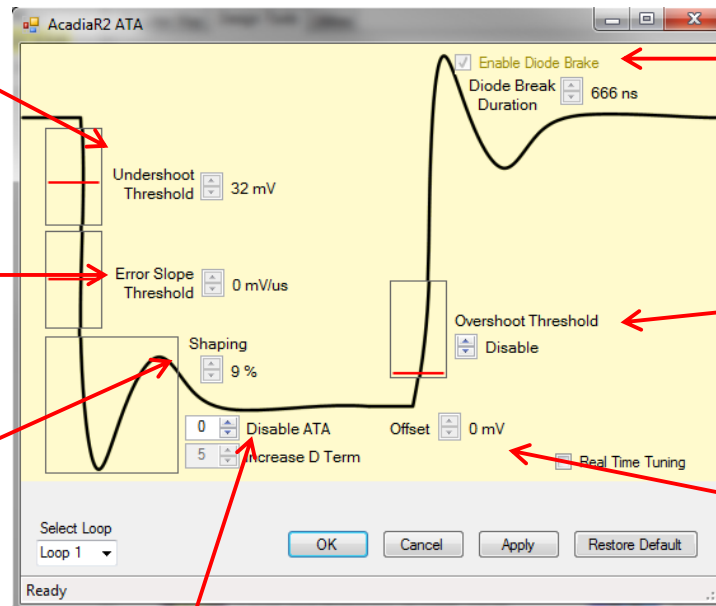 AcadiaR2 ATA
Enable Diode Brake
Diode Break
Duration
666 ns
Undershoot
Threshold
32 mV
Error Slope
Threshold
0 mV/us
Overshoot Threshold
Disable
Shaping
9 %
0
Disable ATA
Offset
0 mV
5
Increase D Term
Real Time Tuning
Select Loop
Loop 1
OK
Cancel
Apply
Restore Default
Ready